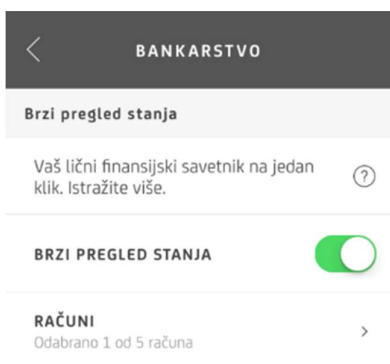 BANKARSTVO
Brzi pregled stanja
Vaš lični finansijski savetnik na jedan
klik. Istražite više.
?
BRZI PREGLED STANJA
RAČUNI
Odabrano 1 od 5 računa